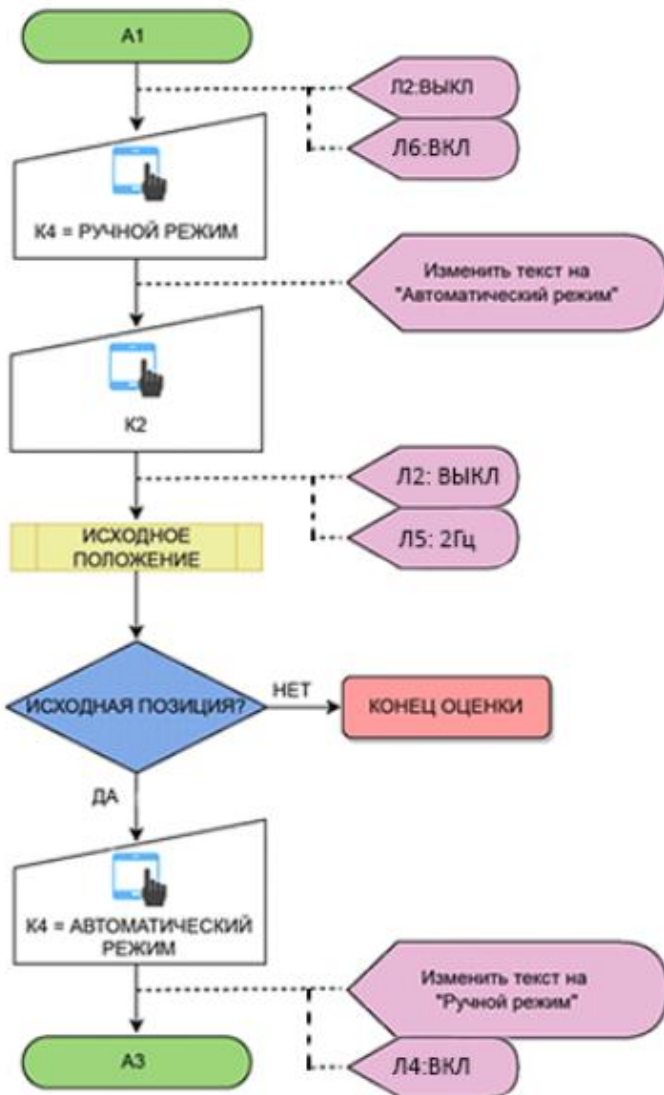 А1
Л2:ВЫКЛ
Л6:ВКЛ
К4 = РУЧНОЙ РЕЖИМ
Изменить текст на
"Автоматический режим"
К2
Л2: ВЫКЛ
Л5: 2Гц
ИСХОДНОЕ
ПОЛОЖЕНИЕ
ИСХОДНАЯ ПОЗИЦИЯ?
НЕТ
КОНЕЦ ОЦЕНКИ
ДА
К4 = АВТОМАТИЧЕСКИЙ
РЕЖИМ
Изменить текст на
"Ручной режим"
А3
Л4:ВКЛ